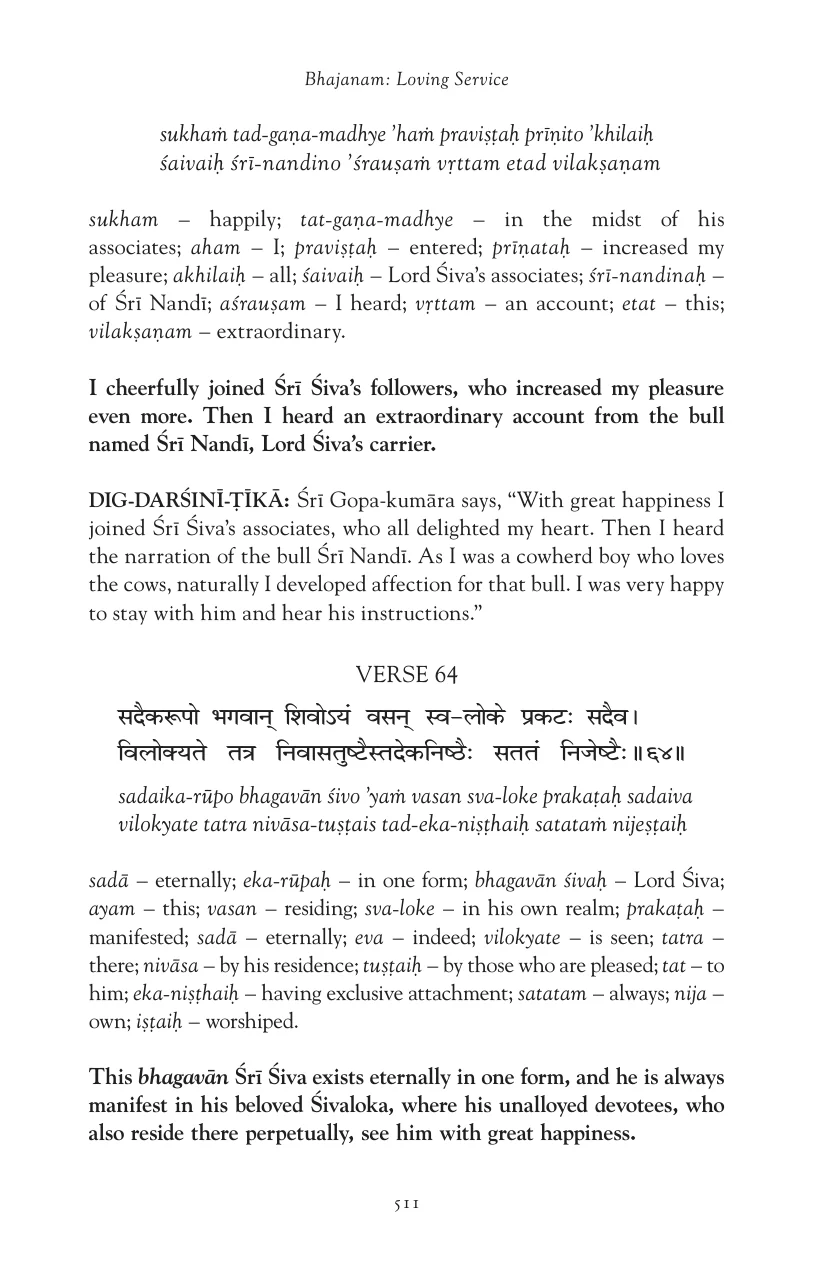 Bhajanam: Loving Service
sukhaṁ tad-gaṇa-madhye ’haṁ praviṣṭaḥ prīṇito ’khilaiḥ
śaivaiḥ śrī-nandino ’śrauṣaṁ vṛttam etad vilakṣaṇam
sukham – happily; tat-gaṇa-madhye – in the midst of his
associates; aham – I; praviṣṭaḥ – entered; prīṇataḥ – increased my
pleasure; akhilaiḥ – all; śaivaiḥ – Lord Śiva’s associates; śrī-nandinaḥ –
of Śrī Nandī; aśrauṣam – I heard; vṛttam – an account; etat – this;
vilakṣaṇam – extraordinary.
I cheerfully joined Śrī Śiva’s followers, who increased my pleasure
even more. Then I heard an extraordinary account from the bull
named Śrī Nandī, Lord Śiva’s carrier.
DIG-DARŚINĪ-ṬĪKĀ: Śrī Gopa-kumāra says, “With great happiness I
joined Śrī Śiva’s associates, who all delighted my heart. Then I heard
the narration of the bull Śrī Nandī. As I was a cowherd boy who loves
the cows, naturally I developed affection for that bull. I was very happy
to stay with him and hear his instructions.”
VERSE 64
सदैकरूपो भगवान् शिवोऽयं वसन् स्व-लोके प्रकटः सदैव।
विलोक्यते तत्र निवासतुष्टैस्तदेकनिष्ठैः सततं निजेष्टैः॥६४॥
sadaika-rūpo bhagavān śivo ’yaṁ vasan sva-loke prakaṭaḥ sadaiva
vilokyate tatra nivāsa-tuṣṭais tad-eka-niṣṭhaiḥ satataṁ nijeṣṭaiḥ
sadā – eternally; eka-rūpaḥ – in one form; bhagavān śivaḥ – Lord Śiva;
ayam – this; vasan – residing; sva-loke – in his own realm; prakaṭaḥ –
manifested; sadā – eternally; eva – indeed; vilokyate – is seen; tatra –
there; nivāsa – by his residence; tuṣṭaiḥ – by those who are pleased; tat – to
him; eka-niṣṭhaiḥ – having exclusive attachment; satatam – always; nija –
own; iṣṭaiḥ – worshiped.
This bhagavān Śrī Śiva exists eternally in one form, and he is always
manifest in his beloved Śivaloka, where his unalloyed devotees, who
also reside there perpetually, see him with great happiness.
511